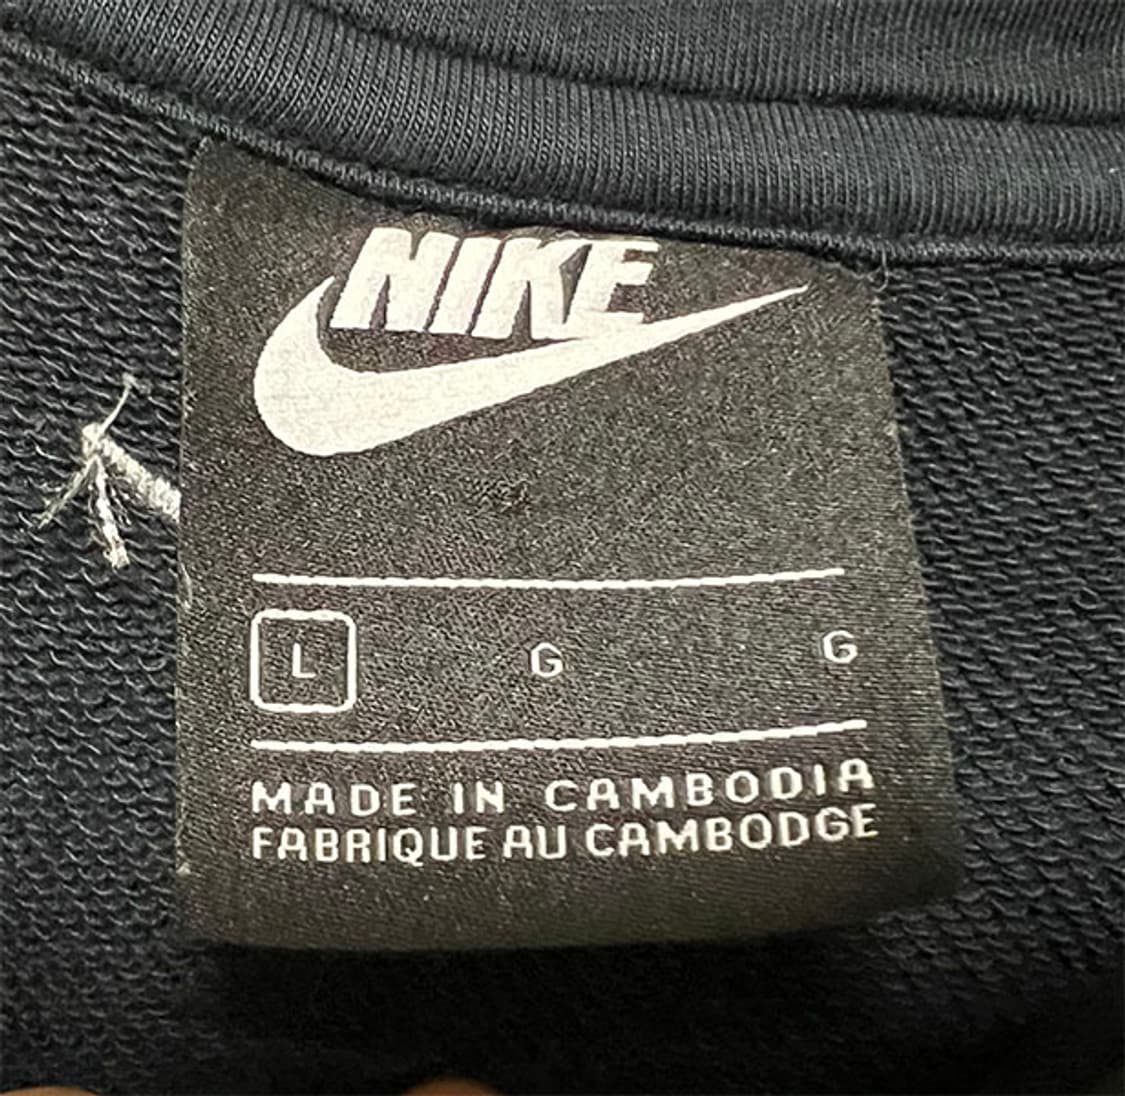 NIKE
L G G
MADE IN CAMBODIA
FABRIQUE AU CAMBODGE